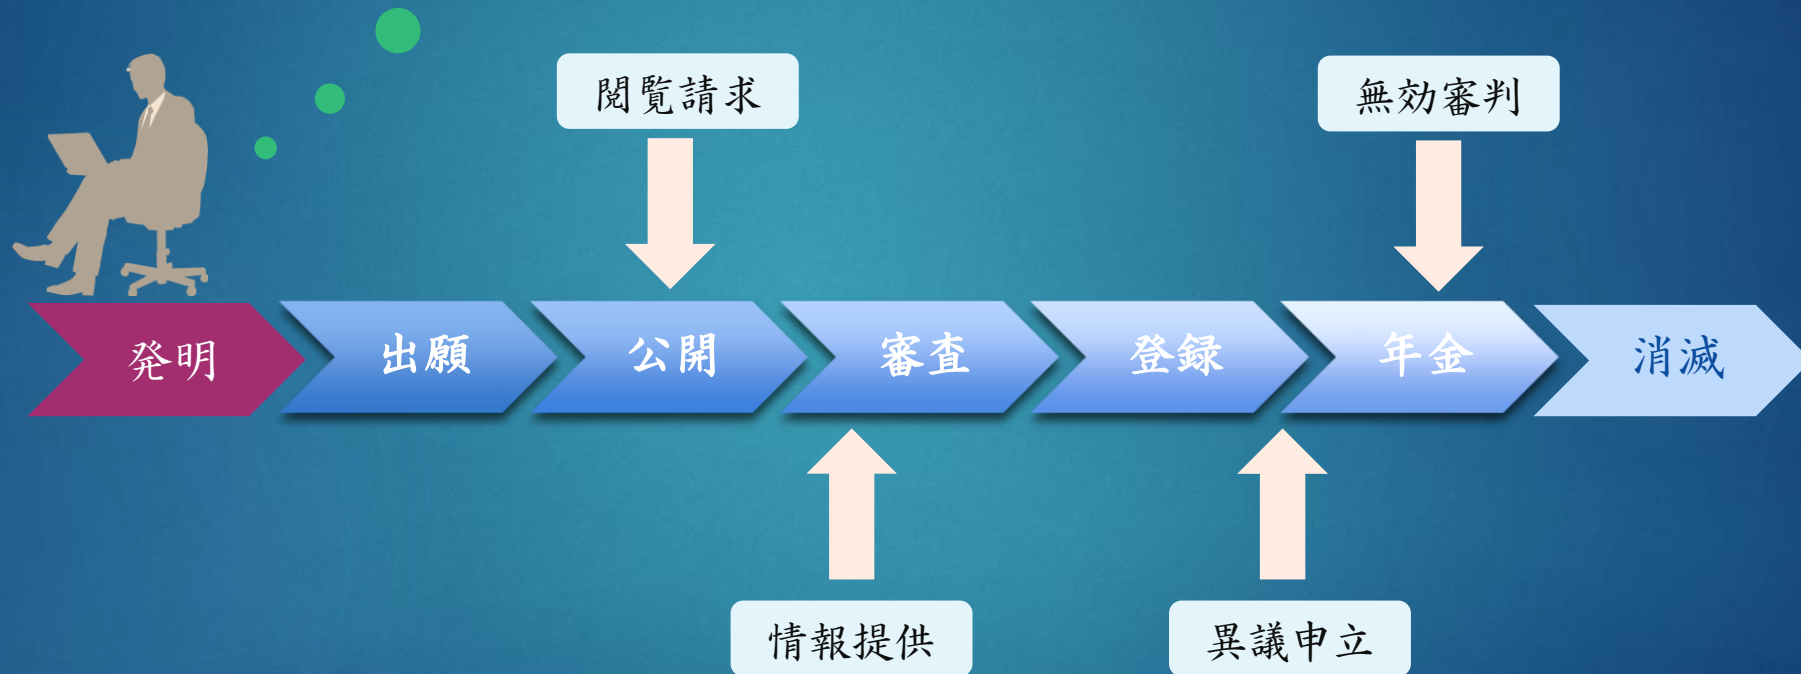 閲覧請求
無効審判
発明
出願
公開
審査
登録
年金
消滅
情報提供
異議申立